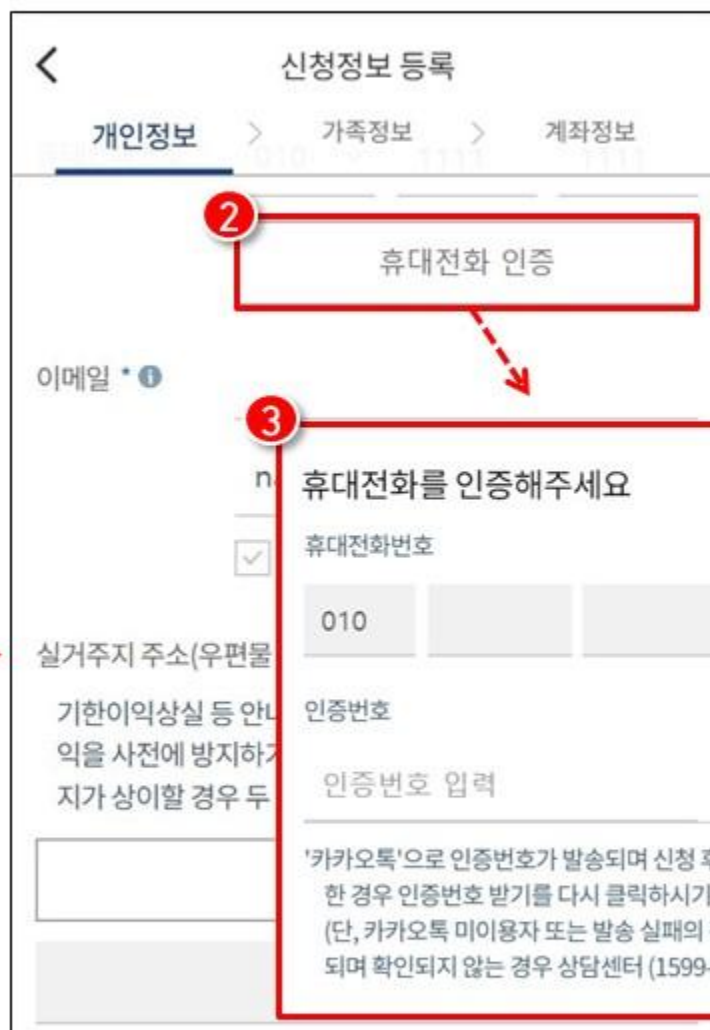 신청정보 등록
개인정보 > 가족정보 > 계좌정보
010 1111 1111
2
휴대전화 인증
이메일 *
3
휴대전화를 인증해주세요
휴대전화번호
010
실거주지 주소(우편물
기한이익상실 등 안내
인증번호
익을 사전에 방지하기
지가 상이할 경우 두
인증번호 입력
'카카오톡'으로 인증번호가 발송되며 신청 후
한 경우 인증번호 받기를 다시 클릭하시기
(단, 카카오톡 미이용자 또는 발송 실패의
되며 확인되지 않는 경우 상담센터 (1599-